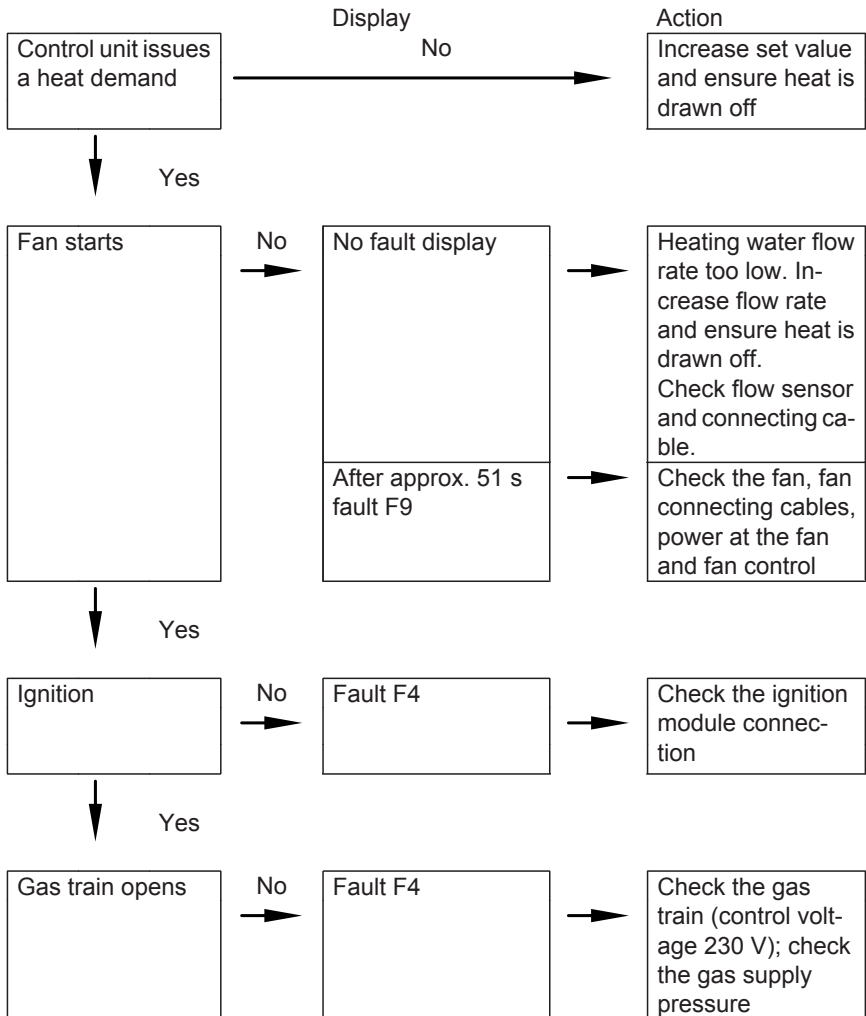 Display
Action
Control unit issues
a heat demand
No
Increase set value
and ensure heat is
drawn off
Yes
Fan starts
No
No fault display
Heating water flow
rate too low. In-
crease flow rate
and ensure heat is
drawn off.
Check flow sensor
and connecting ca-
ble.
After approx. 51 s
fault F9
Check the fan, fan
connecting cables,
power at the fan
and fan control
Yes
Ignition
No
Fault F4
Check the ignition
module connec-
tion
Yes
Gas train opens
No
Fault F4
Check the gas
train (control volt-
age 230 V); check
the gas supply
pressure